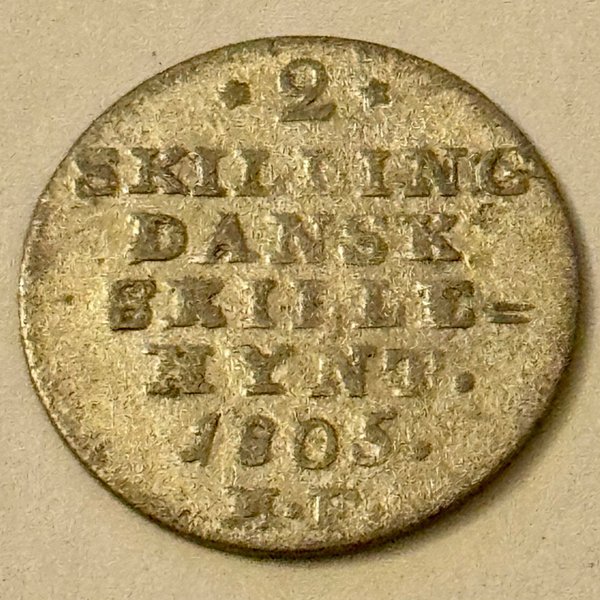 * 2 *
SKILLING
DANSK
SKILLE=
MYNT.
1805.